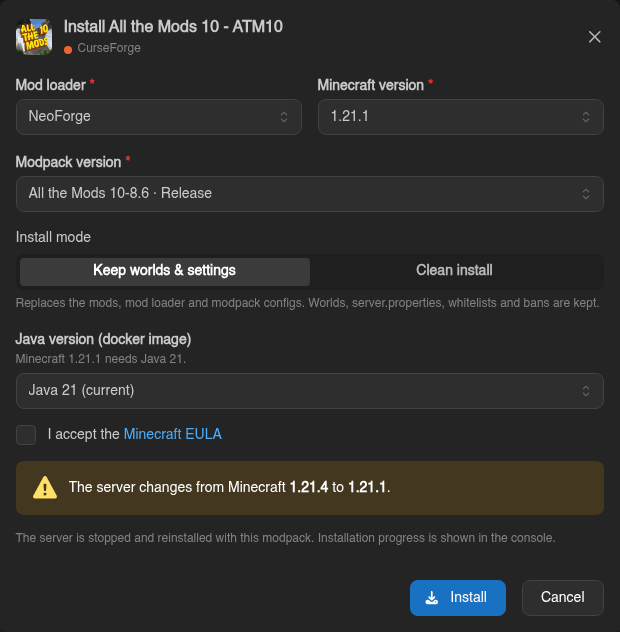 ALL THE 10 MODS
Install All the Mods 10 - ATM10
CurseForge
Mod loader *
Minecraft version *
NeoForge
1.21.1
Modpack version *
All the Mods 10-8.6 · Release
Install mode
Keep worlds & settings
Clean install
Replaces the mods, mod loader and modpack configs. Worlds, server.properties, whitelists and bans are kept.
Java version (docker image)
Minecraft 1.21.1 needs Java 21.
Java 21 (current)
I accept the Minecraft EULA
The server changes from Minecraft 1.21.4 to 1.21.1.
The server is stopped and reinstalled with this modpack. Installation progress is shown in the console.
Install
Cancel